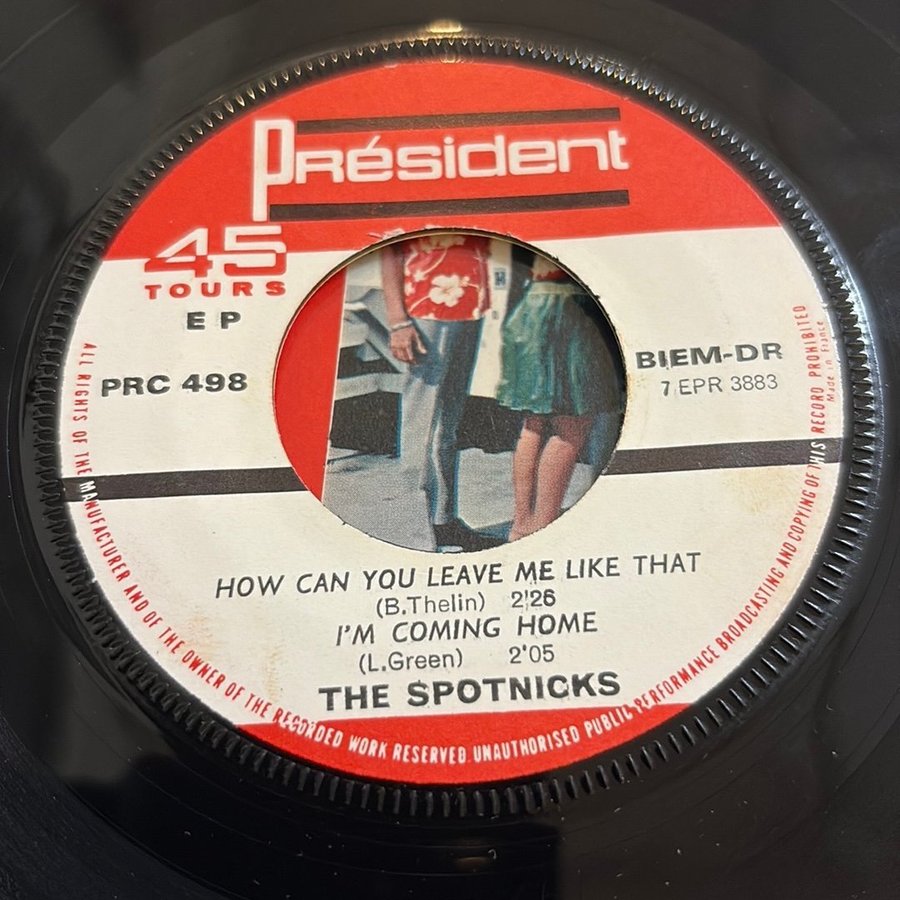 Président
45
TOURS
EP
PRC 498
BIEM-DR
7 EPR 3883
HOW CAN YOU LEAVE ME LIKE THAT
(B.Thelin) 2'26
I'M COMING HOME
(L.Green) 2'05
THE SPOTNICKS
ALL RIGHTS OF THE MANUFACTURER AND OF THE OWNER OF THE RECORDED WORK RESERVED. UNAUTHORISED PUBLIC PERFORMANCE BROADCASTING AND COPYING OF THIS RECORD PROHIBITED
Made in France